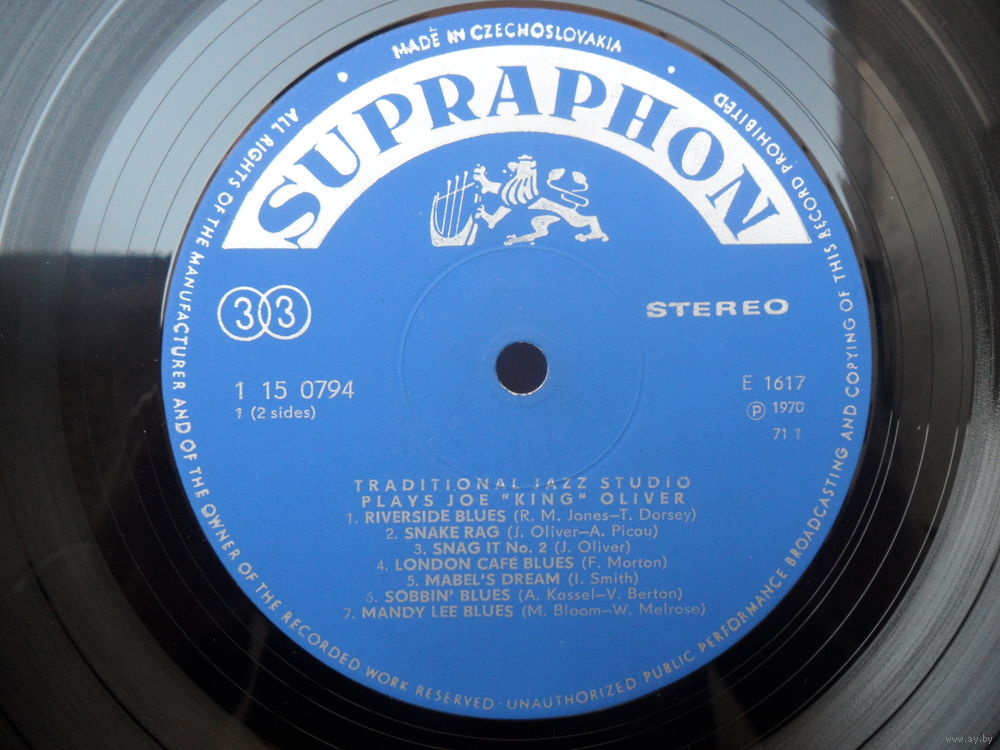 MADE IN CZECHOSLOVAKIA
SUPRAPHON
ALL RIGHTS OF THE MANUFACTURER AND OF THE OWNER OF THE RECORDED WORK RESERVED · UNAUTHORIZED PUBLIC PERFORMANCE BROADCASTING AND COPYING OF THIS RECORD PROHIBITED
33
STEREO
1 15 0794
1 (2 sides)
E 1617
Ⓟ 1970
71 1
TRADITIONAL JAZZ STUDIO
PLAYS JOE "KING" OLIVER
1. RIVERSIDE BLUES (R. M. Jones–T. Dorsey)
2. SNAKE RAG (J. Oliver–A. Picou)
3. SNAG IT No. 2 (J. Oliver)
4. LONDON CAFÉ BLUES (F. Morton)
5. MABEL'S DREAM (I. Smith)
6. SOBBIN' BLUES (A. Kassel–V. Berton)
7. MANDY LEE BLUES (M. Bloom–W. Melrose)
www.ay.by